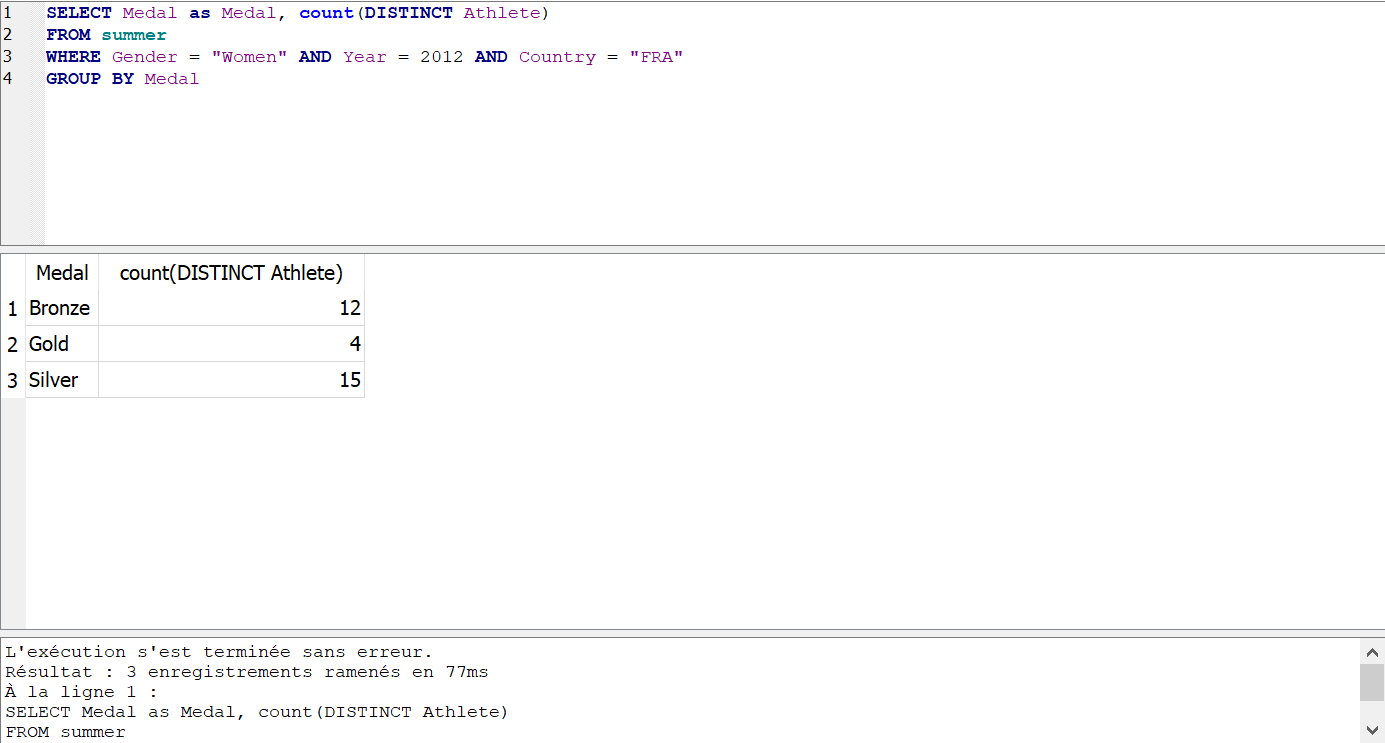 1 SELECT Medal as Medal, count(DISTINCT Athlete)
2 FROM summer
3 WHERE Gender = "Women" AND Year = 2012 AND Country = "FRA"
4 GROUP BY Medal
Medal count(DISTINCT Athlete)
1 Bronze 12
2 Gold 4
3 Silver 15
L'exécution s'est terminée sans erreur.
Résultat : 3 enregistrements ramenés en 77ms
À la ligne 1 :
SELECT Medal as Medal, count(DISTINCT Athlete)
FROM summer